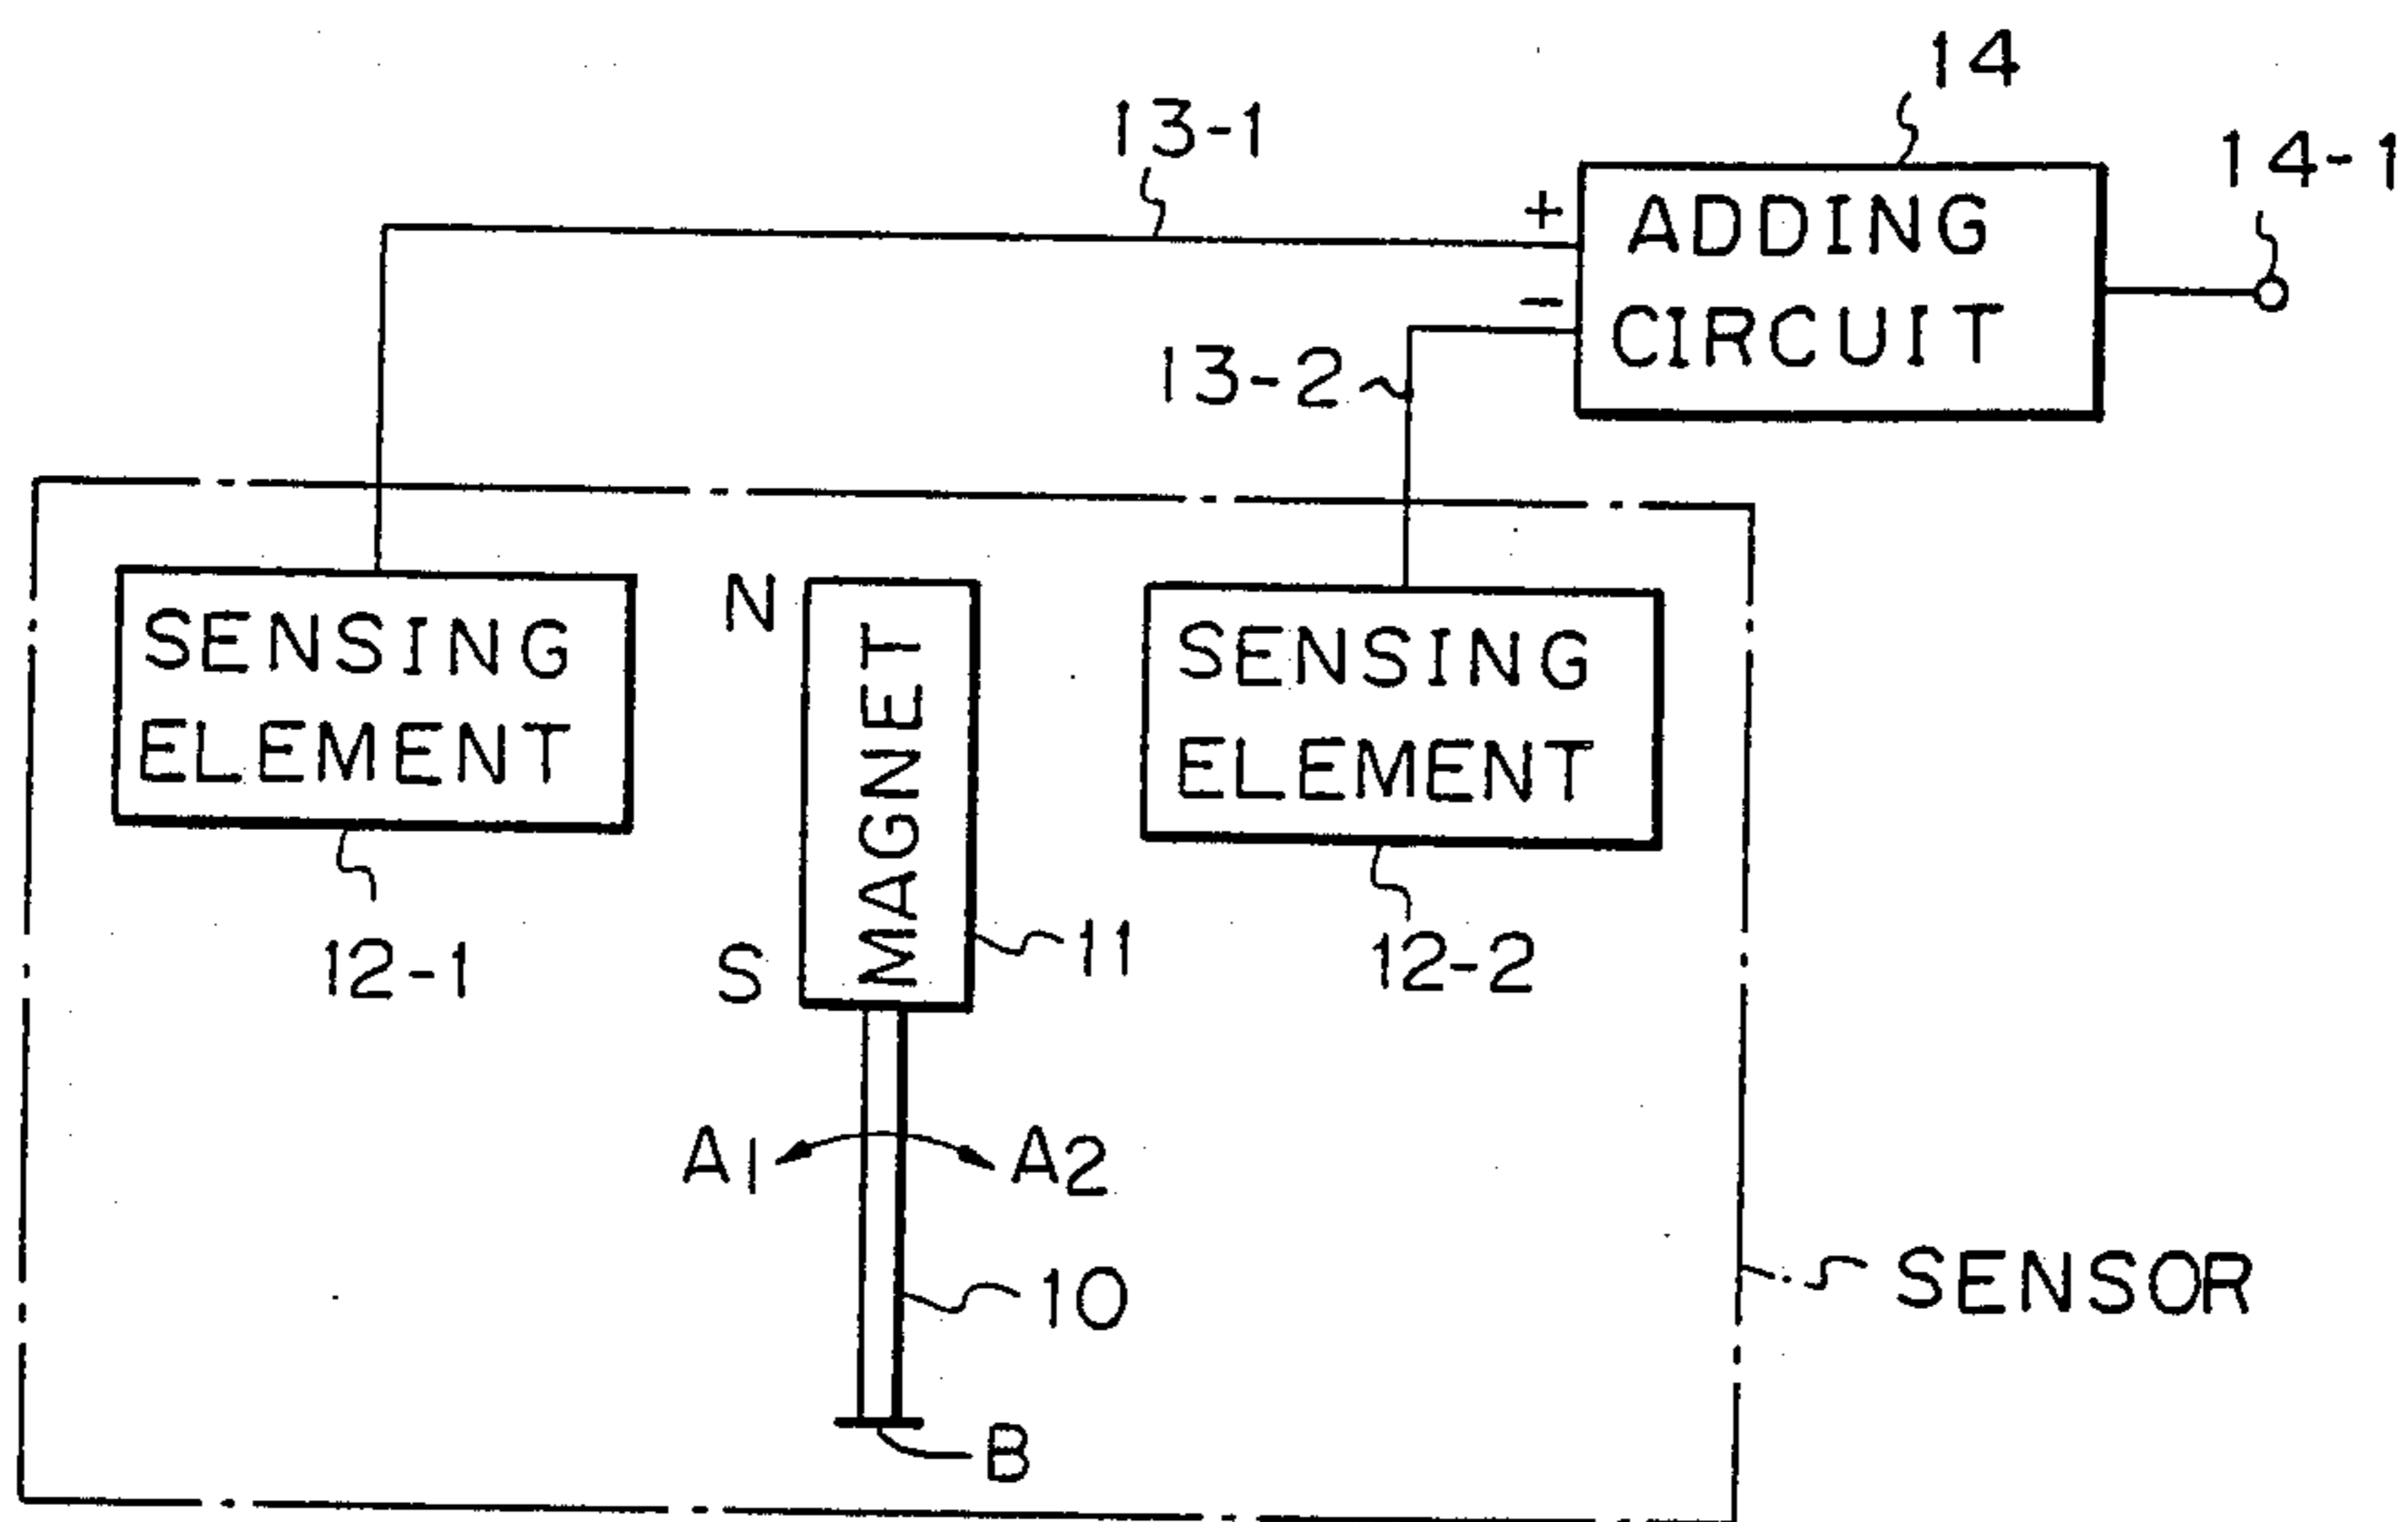 14
13-1
14-1
+
ADDING
CIRCUIT
−
13-2
SENSING
ELEMENT
N
MAGNET
S
11
SENSING
ELEMENT
12-1
12-2
A1
A2
10
SENSOR
B